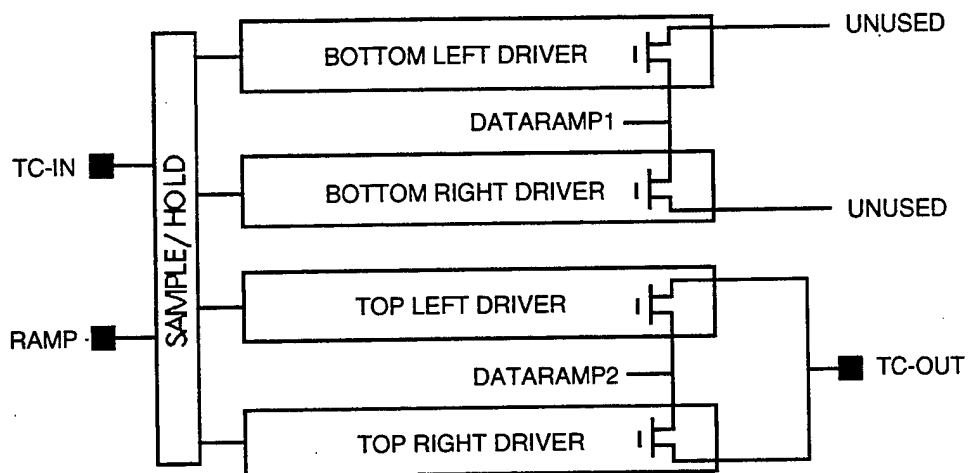 UNUSED
BOTTOM LEFT DRIVER
DATARAMP1
TC-IN
BOTTOM RIGHT DRIVER
UNUSED
SAMPLE/HOLD
TOP LEFT DRIVER
RAMP
DATARAMP2
TC-OUT
TOP RIGHT DRIVER